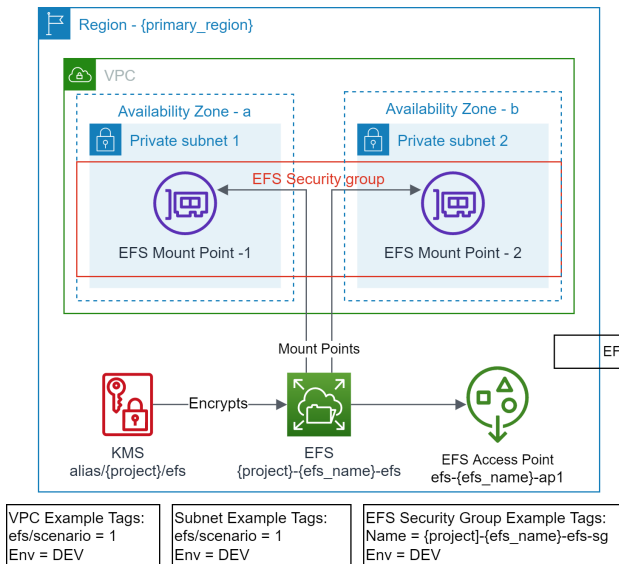 Region - {primary_region}
VPC
Availability Zone - a
Availability Zone - b
Private subnet 1
Private subnet 2
EFS Security group
EFS Mount Point -1
EFS Mount Point - 2
Mount Points
EF
Encrypts
KMS
alias/{project}/efs
EFS
{project}-{efs_name}-efs
EFS Access Point
efs-{efs_name}-ap1
VPC Example Tags:
efs/scenario = 1
Env = DEV
Subnet Example Tags:
efs/scenario = 1
Env = DEV
EFS Security Group Example Tags:
Name = {project]-{efs_name}-efs-sg
Env = DEV